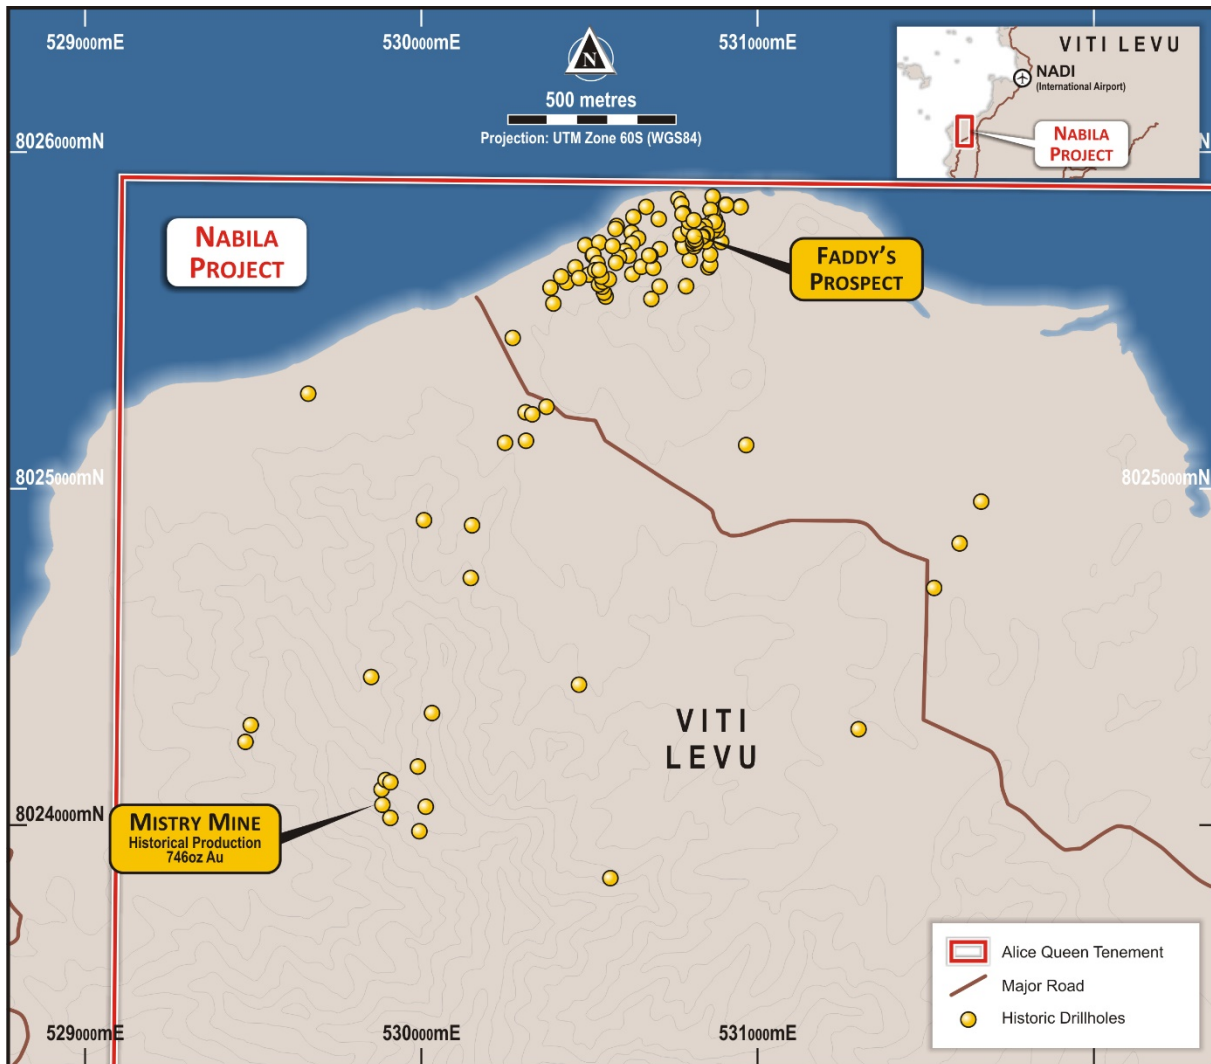 529000mE
530000mE
531000mE
N
500 metres
Projection: UTM Zone 60S (WGS84)
VITI LEVU
NADI
(International Airport)
NABILA
PROJECT
8026000mN
NABILA
PROJECT
FADDY'S
PROSPECT
8025000mN
8025000mN
VITI
LEVU
8024000mN
MISTRY MINE
Historical Production
746oz Au
Alice Queen Tenement
Major Road
Historic Drillholes
529000mE
530000mE
531000mE